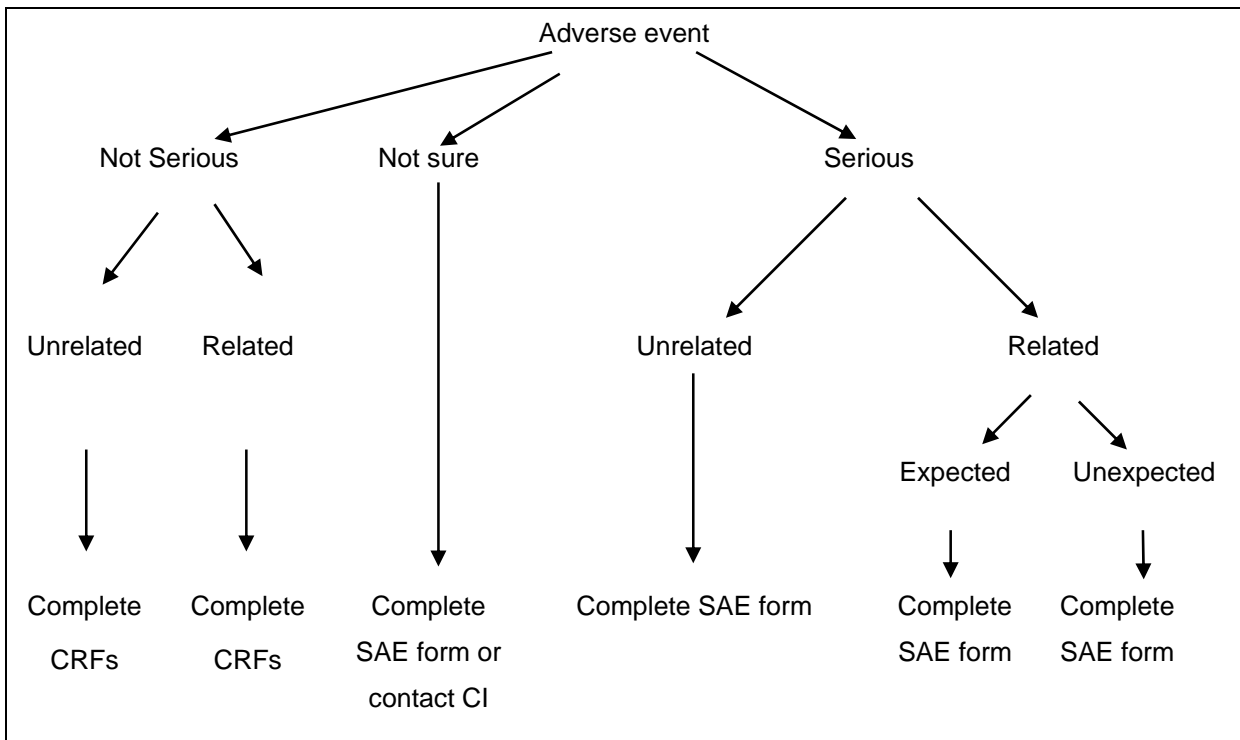 Adverse event
Not Serious
Not sure
Serious
Unrelated
Related
Unrelated
Related
Expected
Unexpected
Complete
CRFs
Complete
CRFs
Complete
SAE form or
contact CI
Complete SAE form
Complete
SAE form
Complete
SAE form